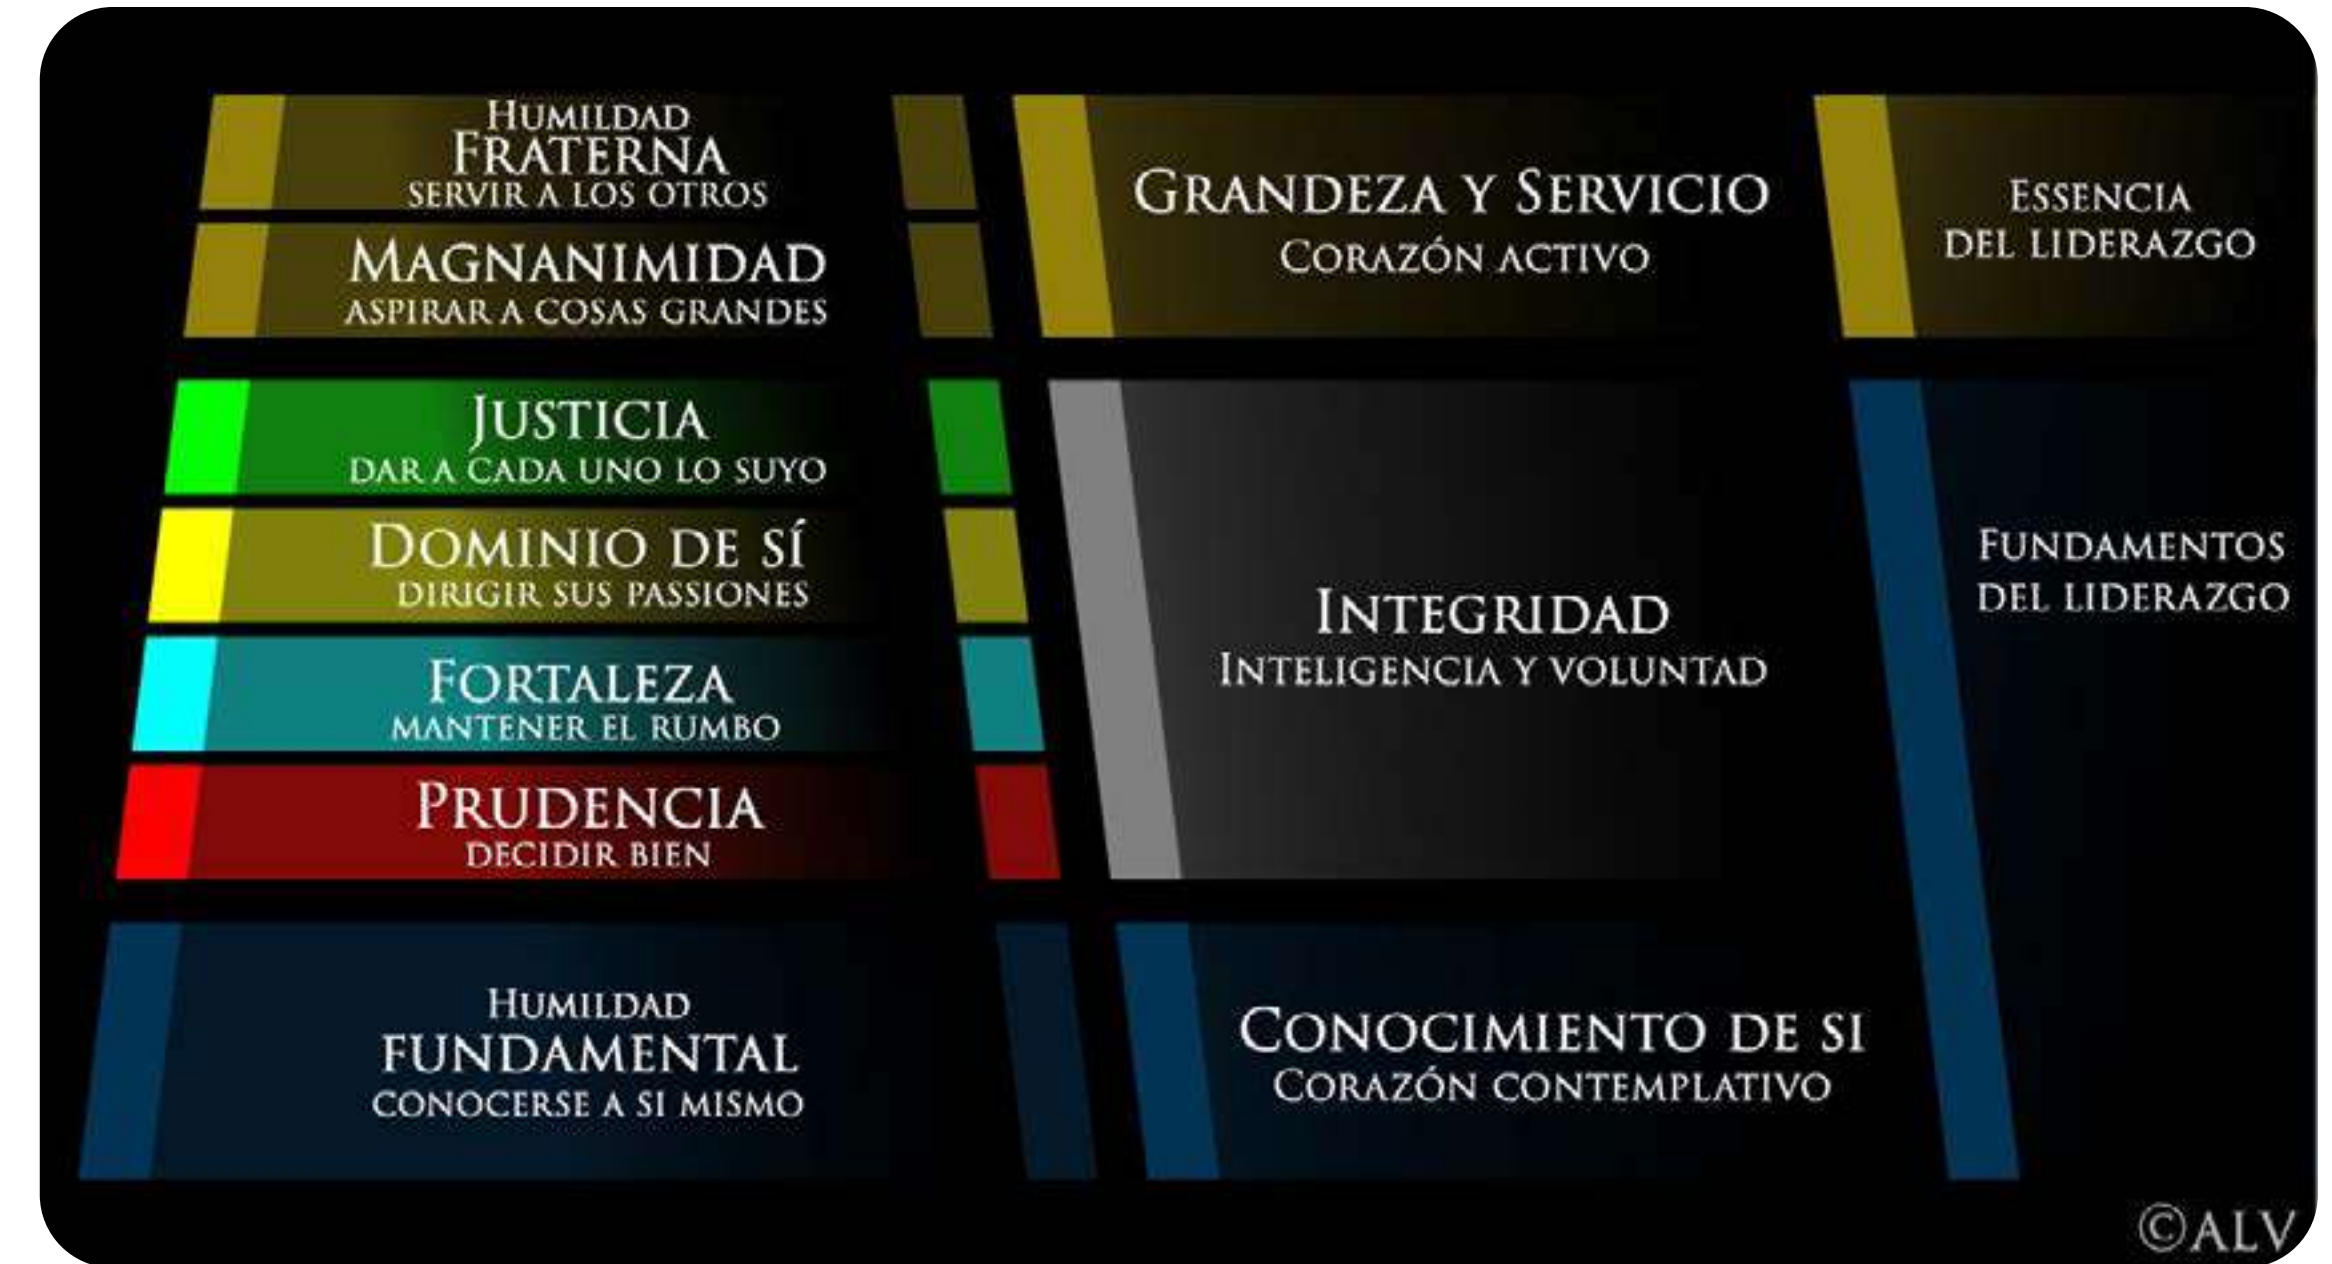 HUMILDAD
FRATERNA
SERVIR A LOS OTROS
MAGNANIMIDAD
ASPIRAR A COSAS GRANDES
JUSTICIA
DAR A CADA UNO LO SUYO
DOMINIO DE SÍ
DIRIGIR SUS PASSIONES
FORTALEZA
MANTENER EL RUMBO
PRUDENCIA
DECIDIR BIEN
HUMILDAD
FUNDAMENTAL
CONOCERSE A SI MISMO
GRANDEZA Y SERVICIO
CORAZÓN ACTIVO
INTEGRIDAD
INTELIGENCIA Y VOLUNTAD
CONOCIMIENTO DE SI
CORAZÓN CONTEMPLATIVO
ESSENCIA
DEL LIDERAZGO
FUNDAMENTOS
DEL LIDERAZGO
©ALV